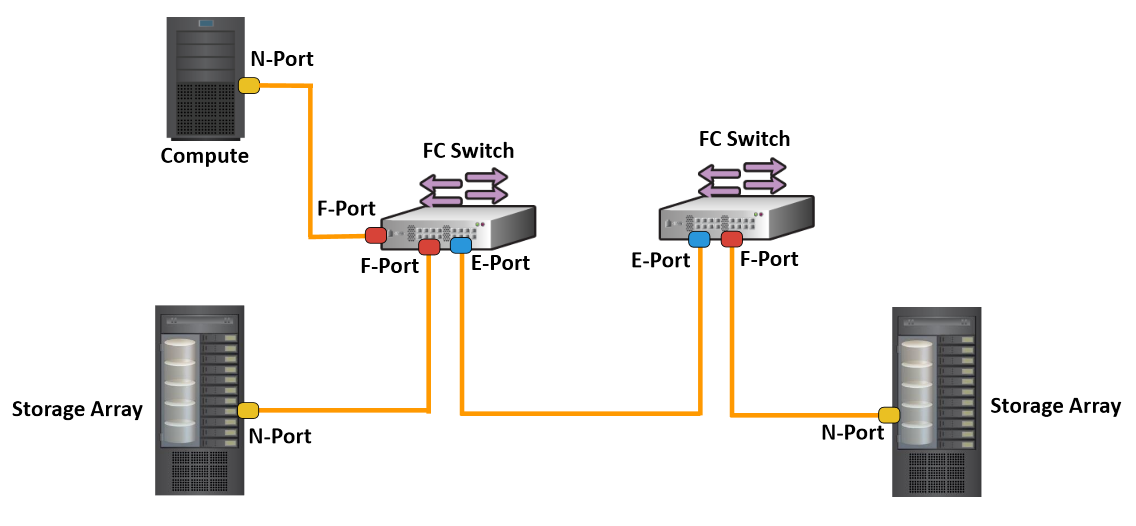 N-Port
Compute
FC Switch
FC Switch
F-Port
F-Port
E-Port
E-Port
F-Port
Storage Array
N-Port
N-Port
Storage Array